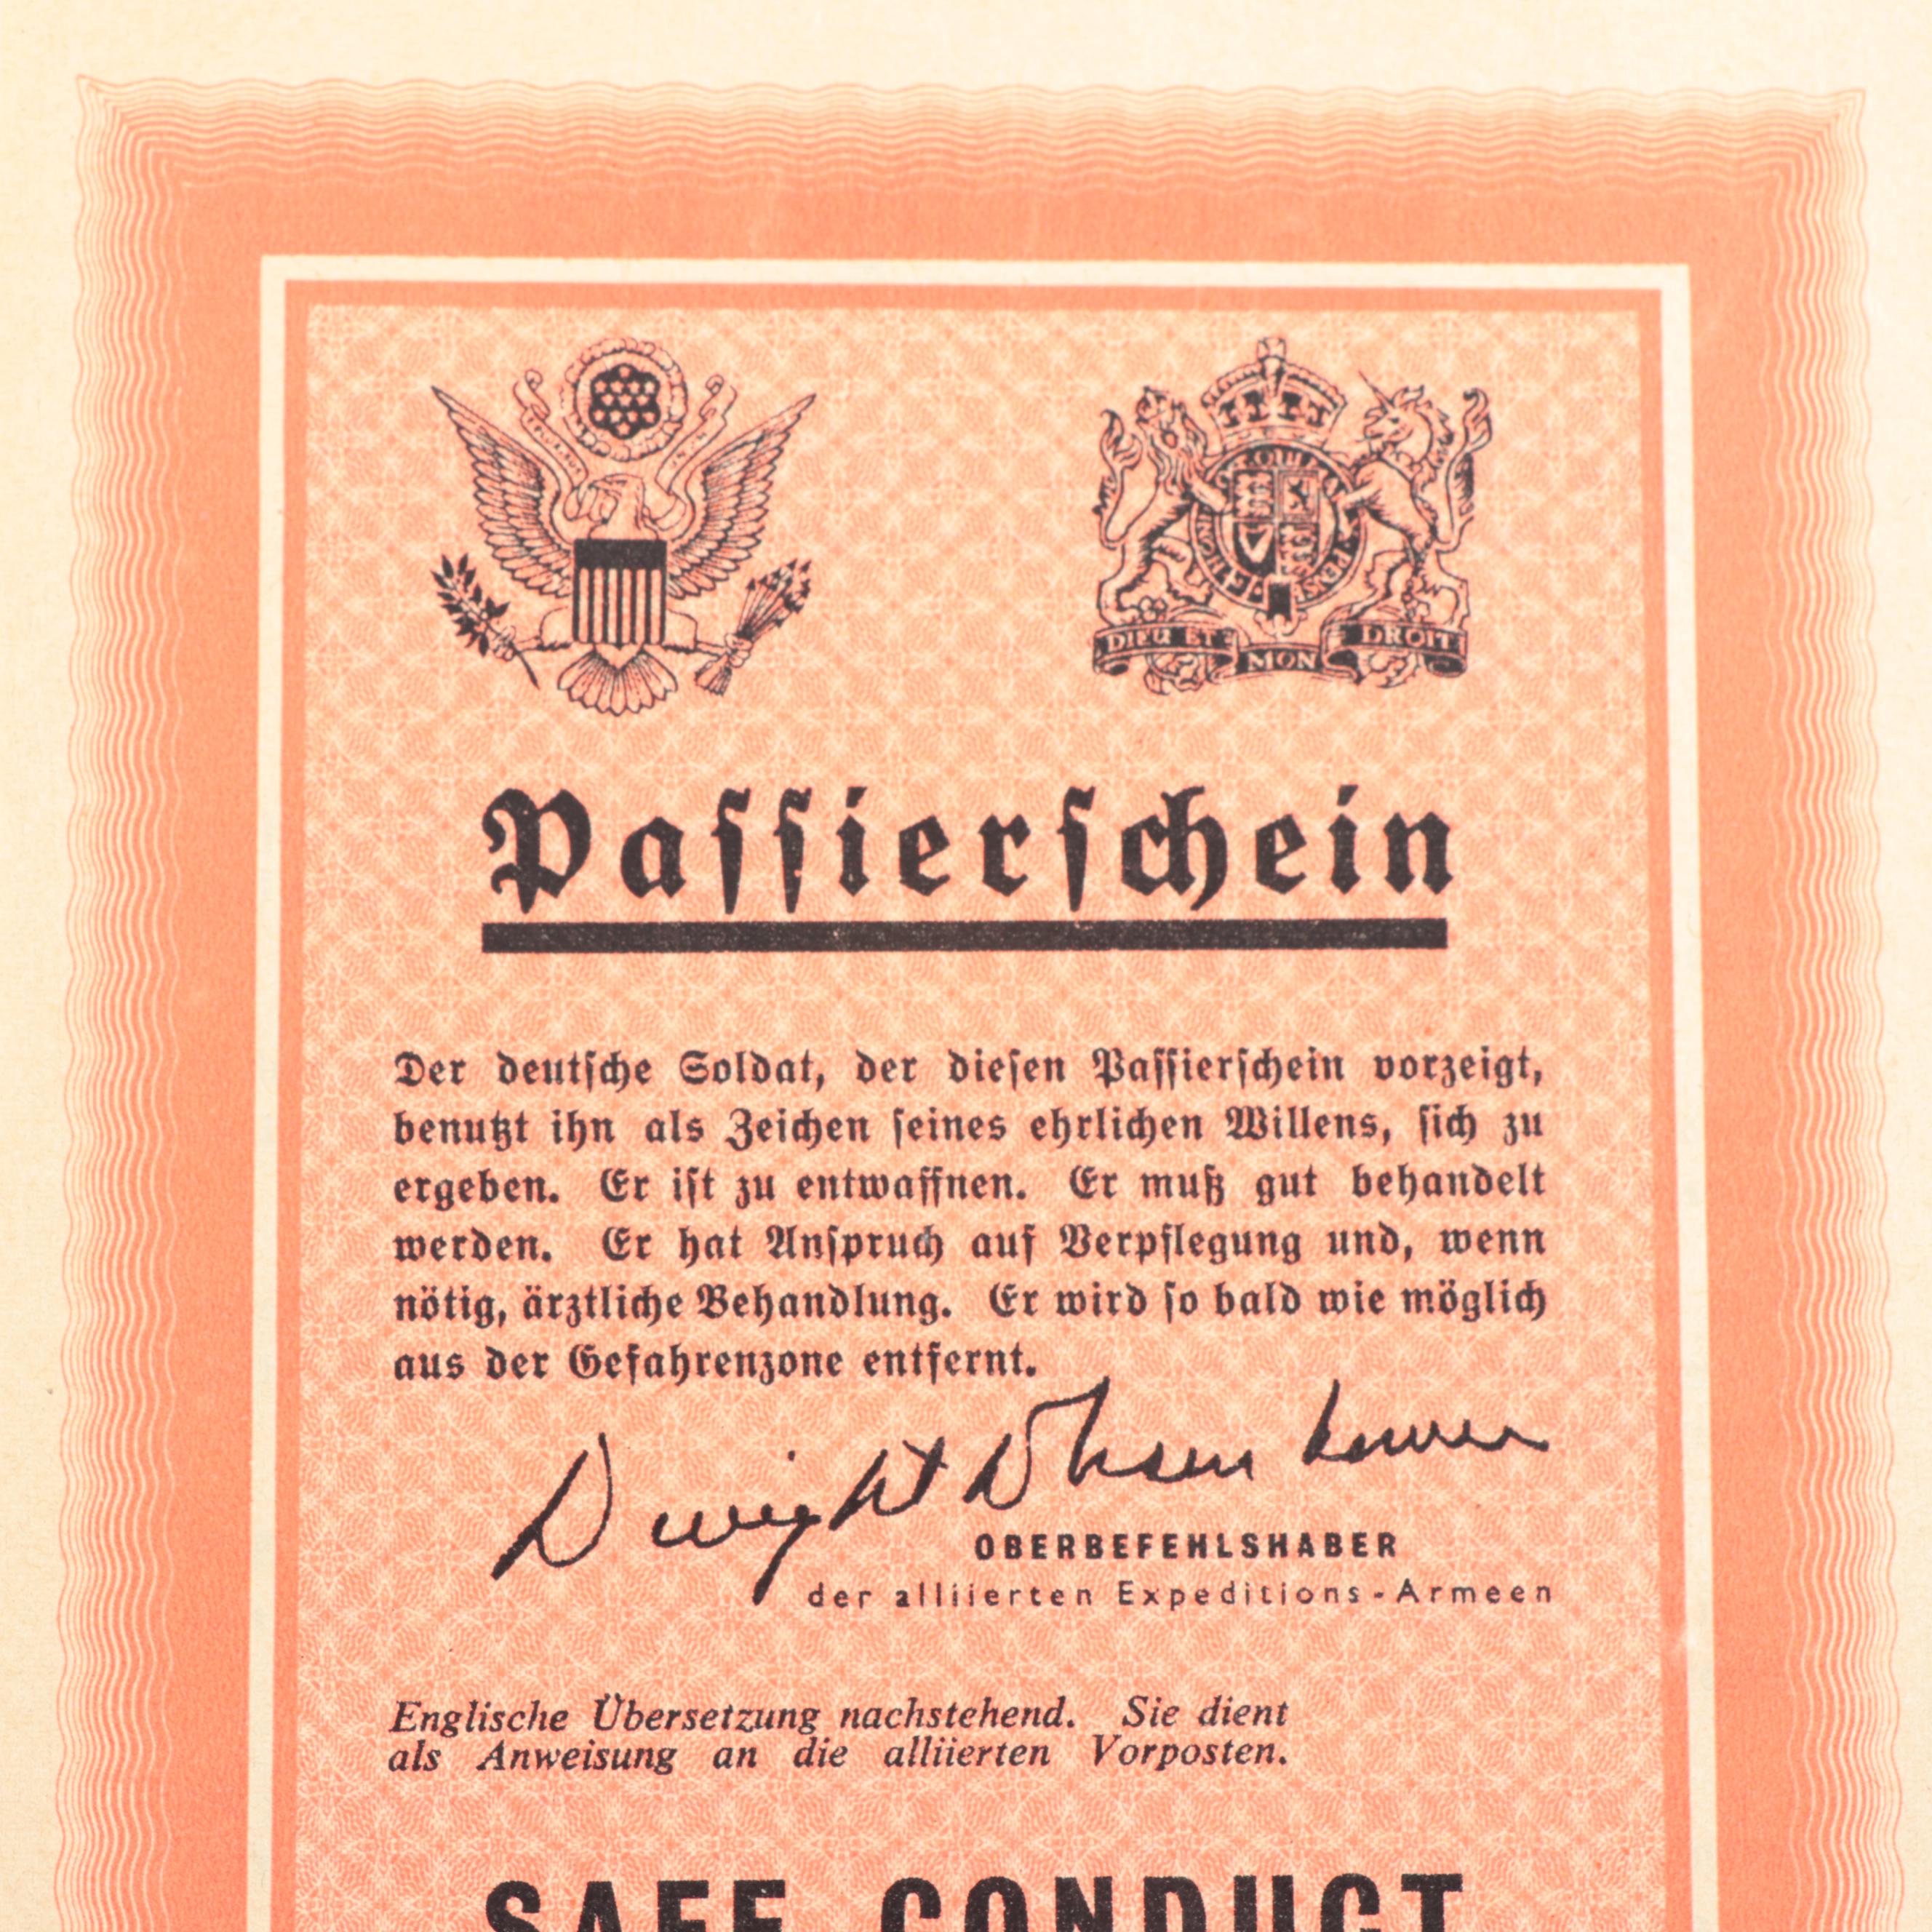 DIEU ET MON DROIT
Paſſierſchein
Der deutſche Soldat, der dieſen Paſſierſchein vorzeigt,
benutzt ihn als Zeichen ſeines ehrlichen Willens, ſich zu
ergeben. Er iſt zu entwaffnen. Er muß gut behandelt
werden. Er hat Anſpruch auf Verpflegung und, wenn
nötig, ärztliche Behandlung. Er wird ſo bald wie möglich
aus der Gefahrenzone entfernt.
Dwight D Eisenhower
OBERBEFEHLSHABER
der alliierten Expeditions-Armeen
Englische Übersetzung nachstehend. Sie dient
als Anweisung an die alliierten Vorposten.
SAFE CONDUCT